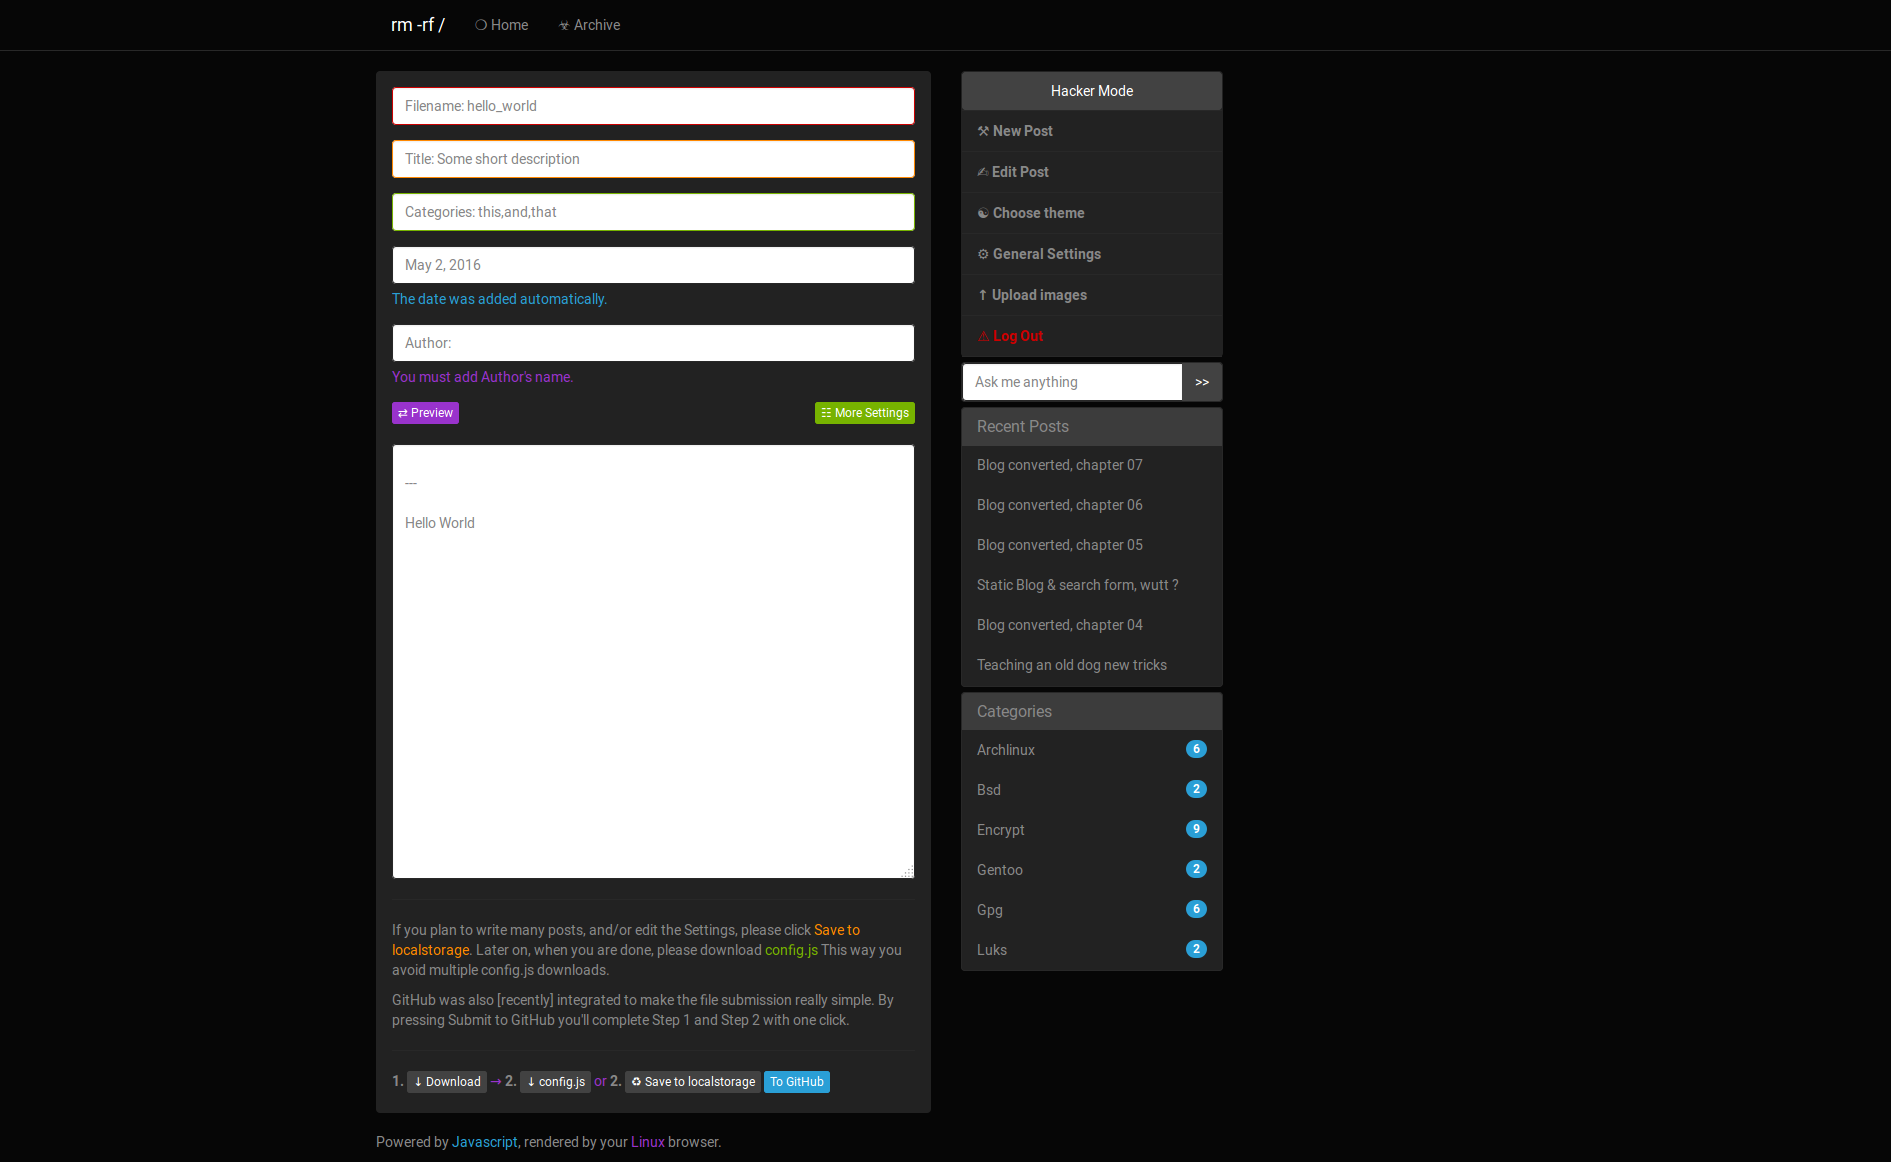 rm -rf / ❍ Home ☣ Archive
Filename: hello_world
Title: Some short description
Categories: this,and,that
May 2, 2016
The date was added automatically.
Author:
You must add Author's name.
⇄ Preview ☷ More Settings
---
Hello World
If you plan to write many posts, and/or edit the Settings, please click Save to
localstorage. Later on, when you are done, please download config.js This way you
avoid multiple config.js downloads.
GitHub was also [recently] integrated to make the file submission really simple. By
pressing Submit to GitHub you'll complete Step 1 and Step 2 with one click.
1. ↓ Download → 2. ↓ config.js or 2. ♻ Save to localstorage To GitHub
Hacker Mode
⚒ New Post
✍ Edit Post
☯ Choose theme
⚙ General Settings
↑ Upload images
⚠ Log Out
Ask me anything >>
Recent Posts
Blog converted, chapter 07
Blog converted, chapter 06
Blog converted, chapter 05
Static Blog & search form, wutt ?
Blog converted, chapter 04
Teaching an old dog new tricks
Categories
Archlinux 6
Bsd 2
Encrypt 9
Gentoo 2
Gpg 6
Luks 2
Powered by Javascript, rendered by your Linux browser.